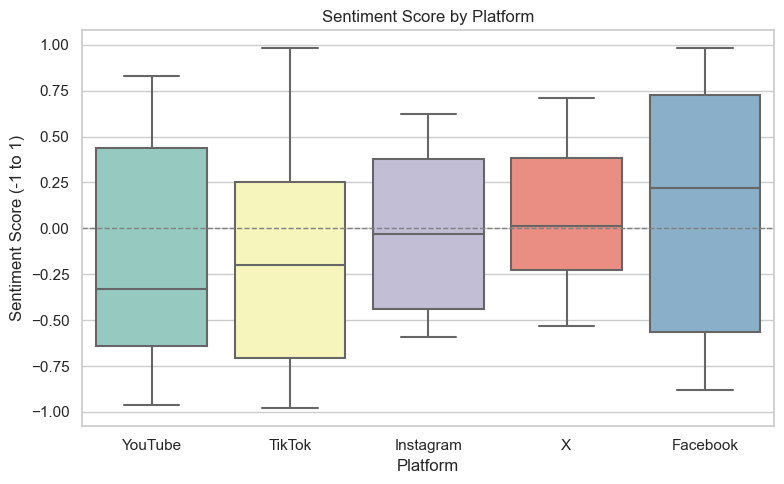 Sentiment Score by Platform
Sentiment Score (-1 to 1)
1.00
0.75
0.50
0.25
0.00
−0.25
−0.50
−0.75
−1.00
YouTube TikTok Instagram X Facebook
Platform